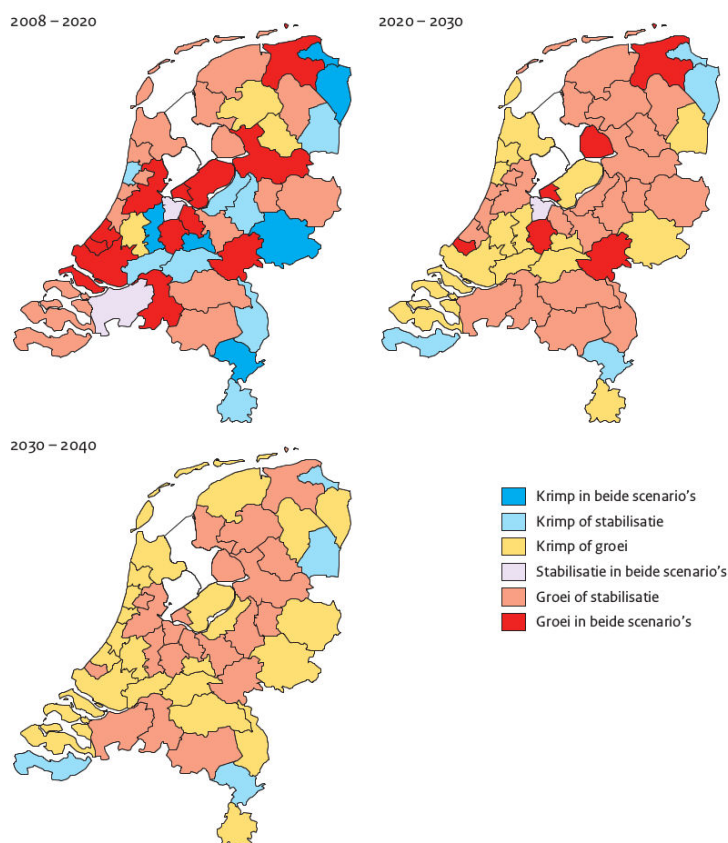 2008 – 2020
2020 – 2030
2030 – 2040
Krimp in beide scenario's
Krimp of stabilisatie
Krimp of groei
Stabilisatie in beide scenario's
Groei of stabilisatie
Groei in beide scenario's